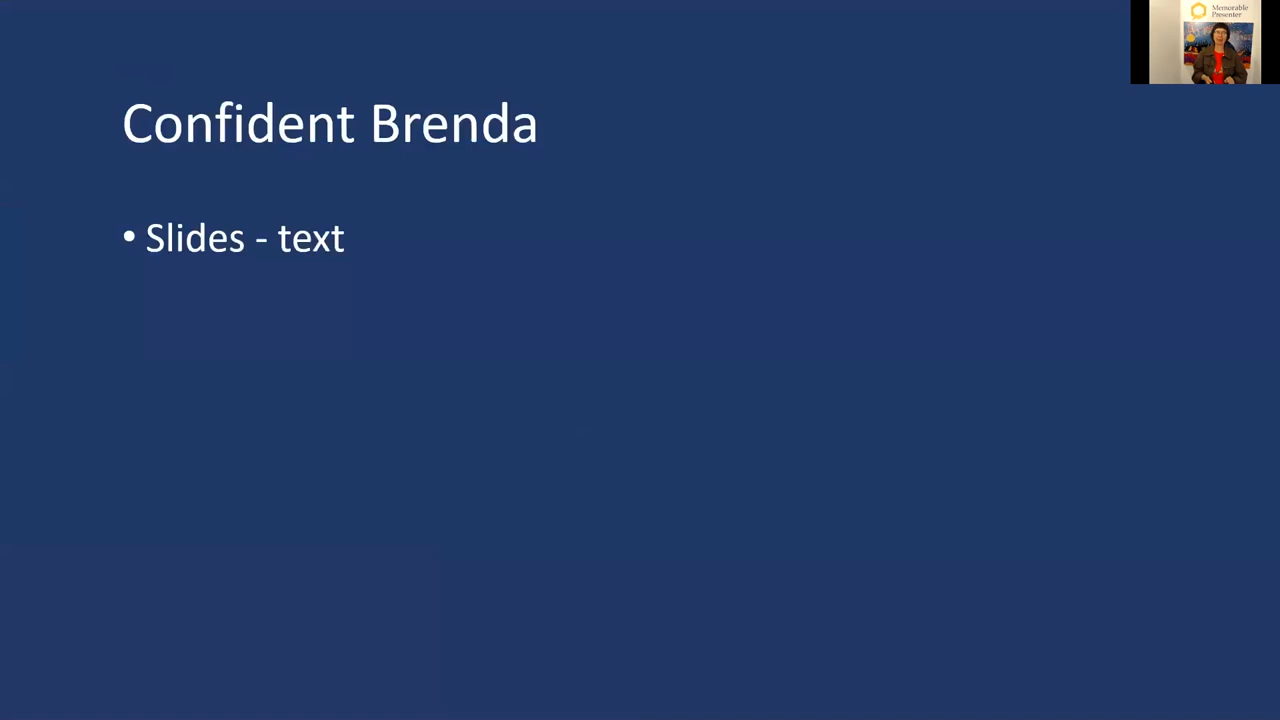 Memorable
Presenter
Confident Brenda
• Slides - text